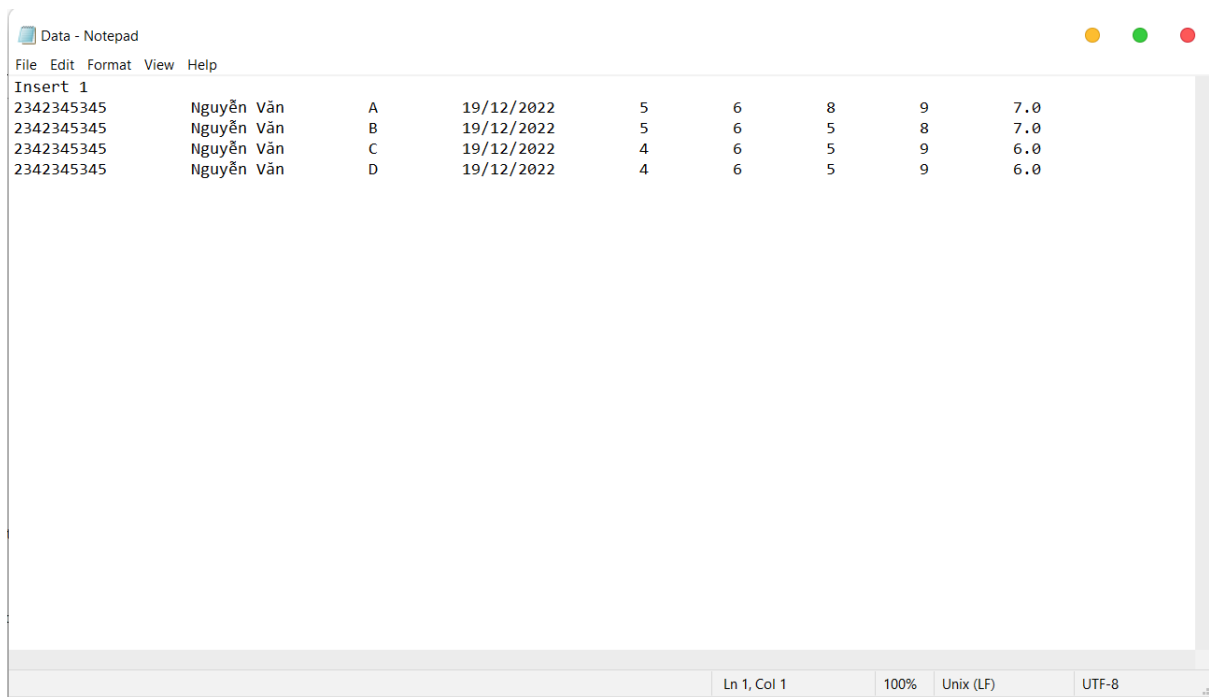 Data - Notepad
File Edit Format View Help
Insert 1
2342345345 Nguyễn Văn A 19/12/2022 5 6 8 9 7.0
2342345345 Nguyễn Văn B 19/12/2022 5 6 5 8 7.0
2342345345 Nguyễn Văn C 19/12/2022 4 6 5 9 6.0
2342345345 Nguyễn Văn D 19/12/2022 4 6 5 9 6.0
Ln 1, Col 1 100% Unix (LF) UTF-8